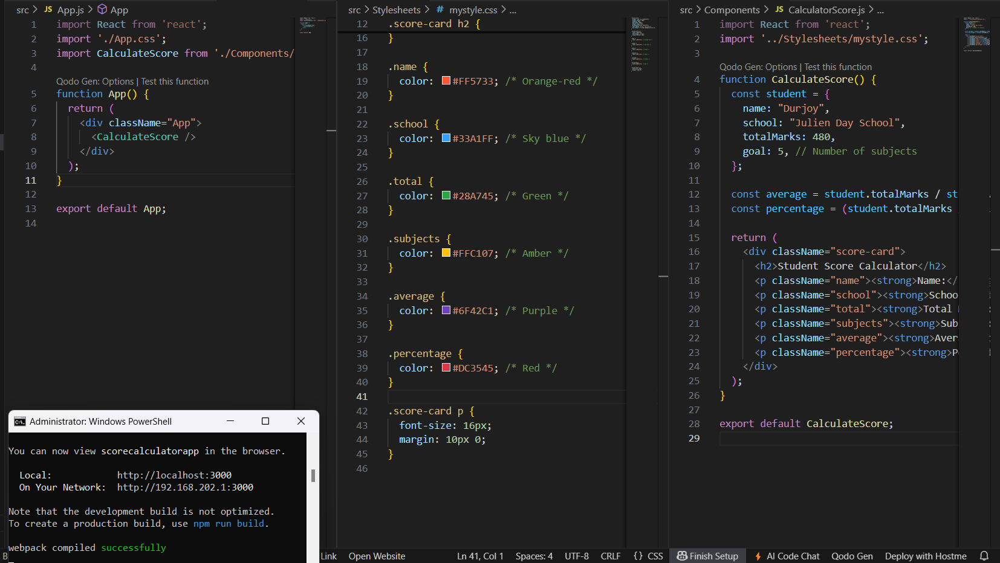 src > JS App.js > App
1 import React from 'react';
2 import './App.css';
3 import CalculateScore from './Components/
4
Qodo Gen: Options | Test this function
5 function App() {
6 return (
7 <div className="App">
8 <CalculateScore />
9 </div>
10 );
11 }
12
13 export default App;
14
src > Stylesheets > # mystyle.css > ...
12 .score-card h2 {
16 }
17
18 .name {
19 color: #FF5733; /* Orange-red */
20 }
21
22 .school {
23 color: #33A1FF; /* Sky blue */
24 }
25
26 .total {
27 color: #28A745; /* Green */
28 }
29
30 .subjects {
31 color: #FFC107; /* Amber */
32 }
33
34 .average {
35 color: #6F42C1; /* Purple */
36 }
37
38 .percentage {
39 color: #DC3545; /* Red */
40 }
41
42 .score-card p {
43 font-size: 16px;
44 margin: 10px 0;
45 }
46
src > Components > JS CalculatorScore.js > ...
1 import React from 'react';
2 import '../Stylesheets/mystyle.css';
3
Qodo Gen: Options | Test this function
4 function CalculateScore() {
5 const student = {
6 name: "Durjoy",
7 school: "Julien Day School",
8 totalMarks: 480,
9 goal: 5, // Number of subjects
10 };
11
12 const average = student.totalMarks / st
13 const percentage = (student.totalMarks
14
15 return (
16 <div className="score-card">
17 <h2>Student Score Calculator</h2>
18 <p className="name"><strong>Name:</
19 <p className="school"><strong>Schoo
20 <p className="total"><strong>Total
21 <p className="subjects"><strong>Sub
22 <p className="average"><strong>Aver
23 <p className="percentage"><strong>P
24 </div>
25 );
26 }
27
28 export default CalculateScore;
29
Administrator: Windows PowerShell
You can now view scorecalculatorapp in the browser.
Local: http://localhost:3000
On Your Network: http://192.168.202.1:3000
Note that the development build is not optimized.
To create a production build, use npm run build.
webpack compiled successfully
Link Open Website Ln 41, Col 1 Spaces: 4 UTF-8 CRLF {} CSS Finish Setup AI Code Chat Qodo Gen Deploy with Hostme